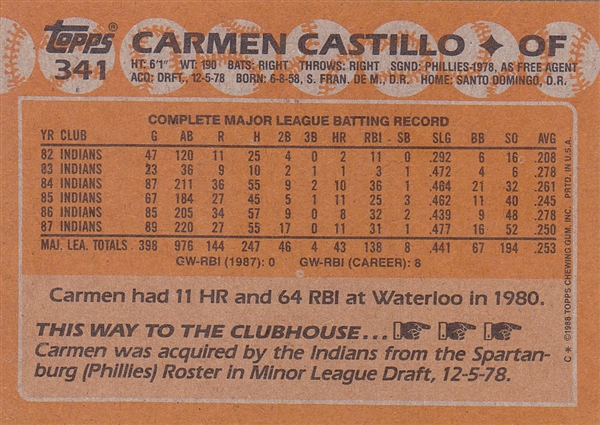 topps®
341
E
CARMEN CASTILLO ✦ OF
HT: 6'1" WT: 190 BATS: RIGHT THROWS: RIGHT SGND: PHILLIES-1978, AS FREE AGENT
ACQ: DRFT., 12-5-78 BORN: 6-8-58, S. FRAN. DE M., D.R. HOME: SANTO DOMINGO, D.R.
COMPLETE MAJOR LEAGUE BATTING RECORD
YR CLUB G AB R H 2B 3B HR RBI SB SLG BB SO AVG
82 INDIANS 47 120 11 25 4 0 2 11 0 .292 6 16 .208
83 INDIANS 23 36 9 10 2 1 1 3 1 .472 4 6 .278
84 INDIANS 87 211 36 55 9 2 10 36 1 .464 21 32 .261
85 INDIANS 67 184 27 45 5 1 11 25 3 .462 11 40 .245
86 INDIANS 85 205 34 57 9 0 8 32 2 .439 9 48 .278
87 INDIANS 89 220 27 55 17 0 11 31 1 .477 16 52 .250
MAJ. LEA. TOTALS 398 976 144 247 46 4 43 138 8 .441 67 194 .253
GW-RBI (1987): 0 GW-RBI (CAREER): 8
Carmen had 11 HR and 64 RBI at Waterloo in 1980.
THIS WAY TO THE CLUBHOUSE...
Carmen was acquired by the Indians from the Spartan-
burg (Phillies) Roster in Minor League Draft, 12-5-78.
C* ©1988 TOPPS CHEWING GUM, INC. PRTD. IN U.S.A.